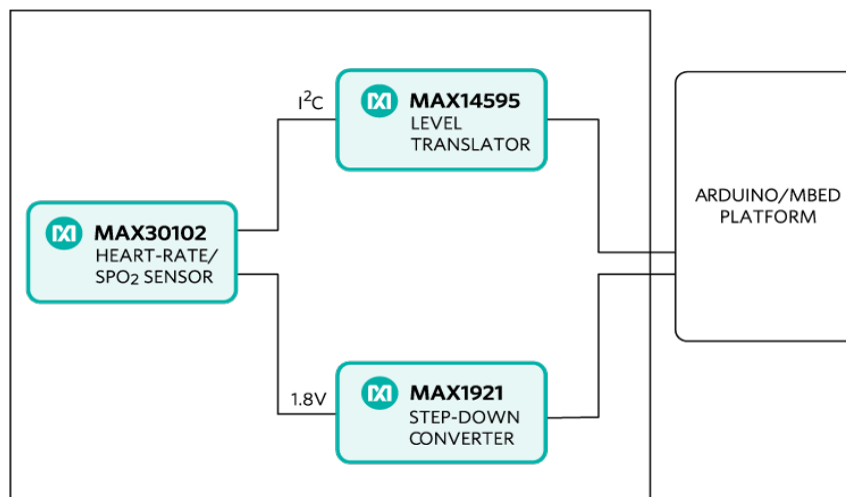 I²C
MAX14595
LEVEL
TRANSLATOR
MAX30102
HEART-RATE/
SPO₂ SENSOR
ARDUINO/MBED
PLATFORM
1.8V
MAX1921
STEP-DOWN
CONVERTER